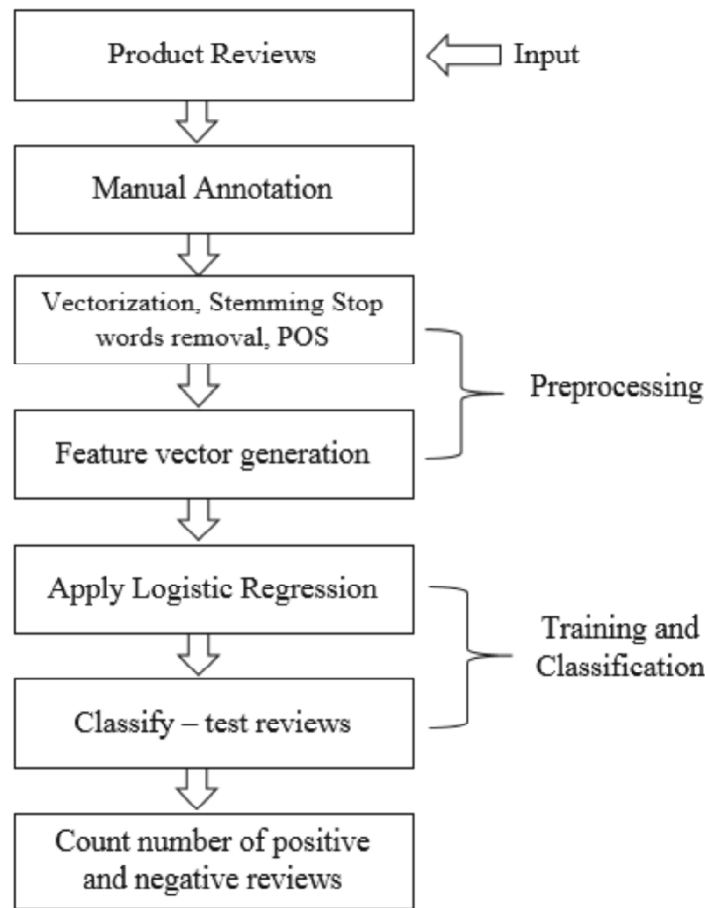 Product Reviews
Input
Manual Annotation
Vectorization, Stemming Stop
words removal, POS
Preprocessing
Feature vector generation
Apply Logistic Regression
Training and
Classification
Classify – test reviews
Count number of positive
and negative reviews